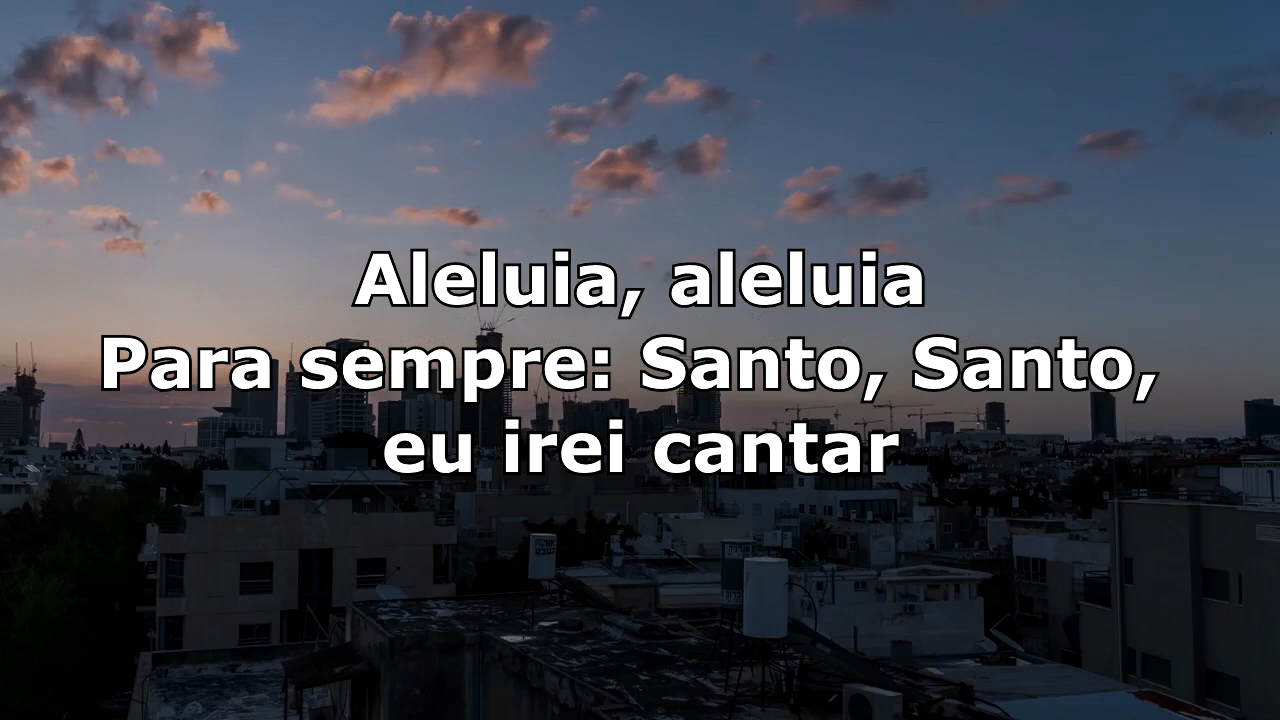 Aleluia, aleluia
Para sempre: Santo, Santo,
eu irei cantar